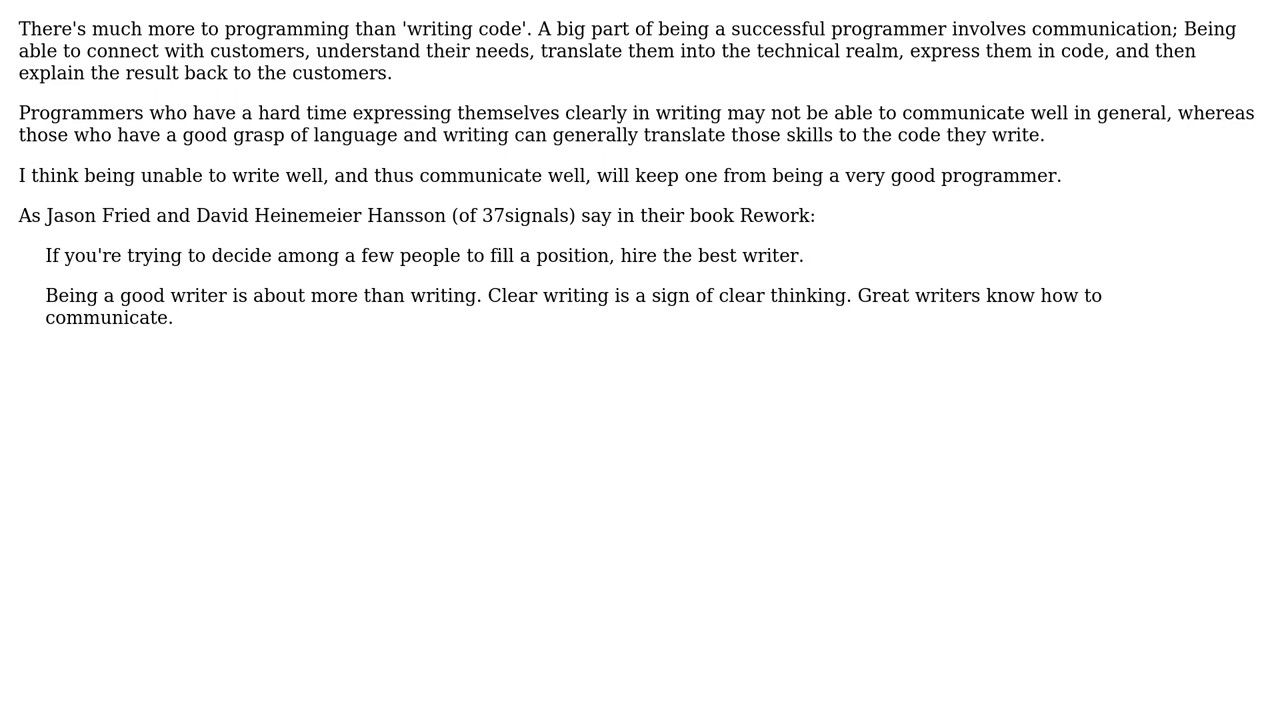 There's much more to programming than 'writing code'. A big part of being a successful programmer involves communication; Being
able to connect with customers, understand their needs, translate them into the technical realm, express them in code, and then
explain the result back to the customers.
Programmers who have a hard time expressing themselves clearly in writing may not be able to communicate well in general, whereas
those who have a good grasp of language and writing can generally translate those skills to the code they write.
I think being unable to write well, and thus communicate well, will keep one from being a very good programmer.
As Jason Fried and David Heinemeier Hansson (of 37signals) say in their book Rework:
If you're trying to decide among a few people to fill a position, hire the best writer.
Being a good writer is about more than writing. Clear writing is a sign of clear thinking. Great writers know how to
communicate.